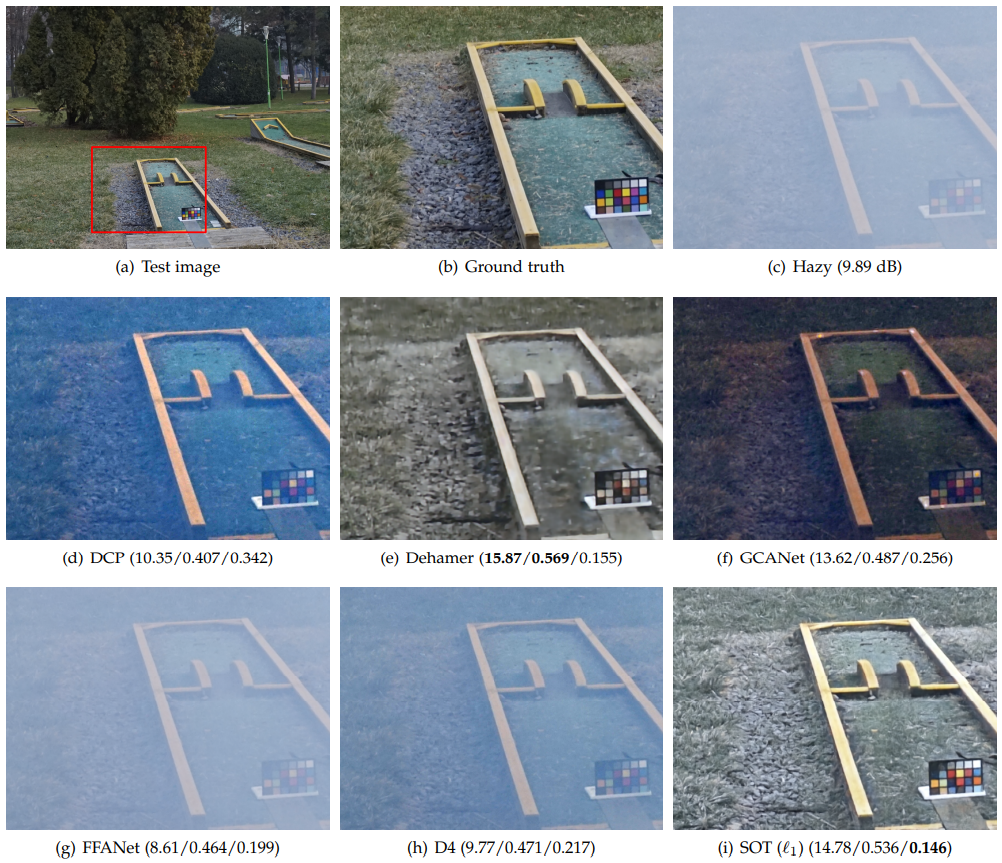 (a) Test image
(b) Ground truth
(c) Hazy (9.89 dB)
(d) DCP (10.35/0.407/0.342)
(e) Dehamer (15.87/0.569/0.155)
(f) GCANet (13.62/0.487/0.256)
(g) FFANet (8.61/0.464/0.199)
(h) D4 (9.77/0.471/0.217)
(i) SOT (ℓ₁) (14.78/0.536/0.146)